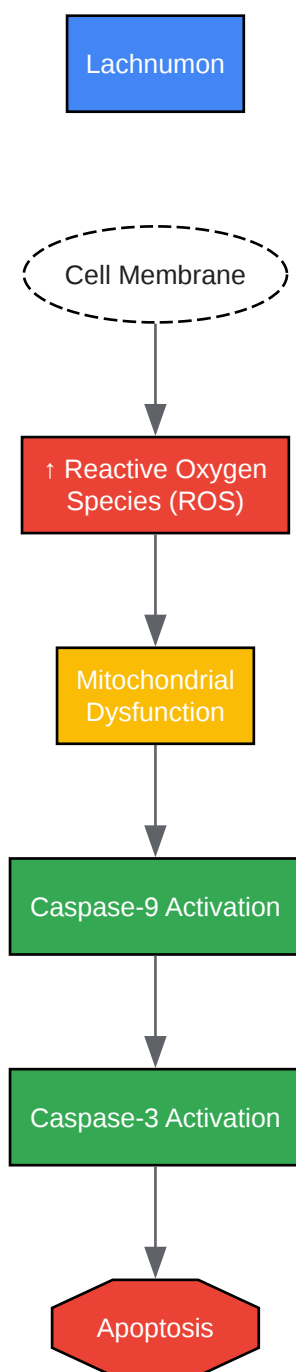 Lachnumon
Cell Membrane
↑ Reactive Oxygen
Species (ROS)
Mitochondrial
Dysfunction
Caspase-9 Activation
Caspase-3 Activation
Apoptosis